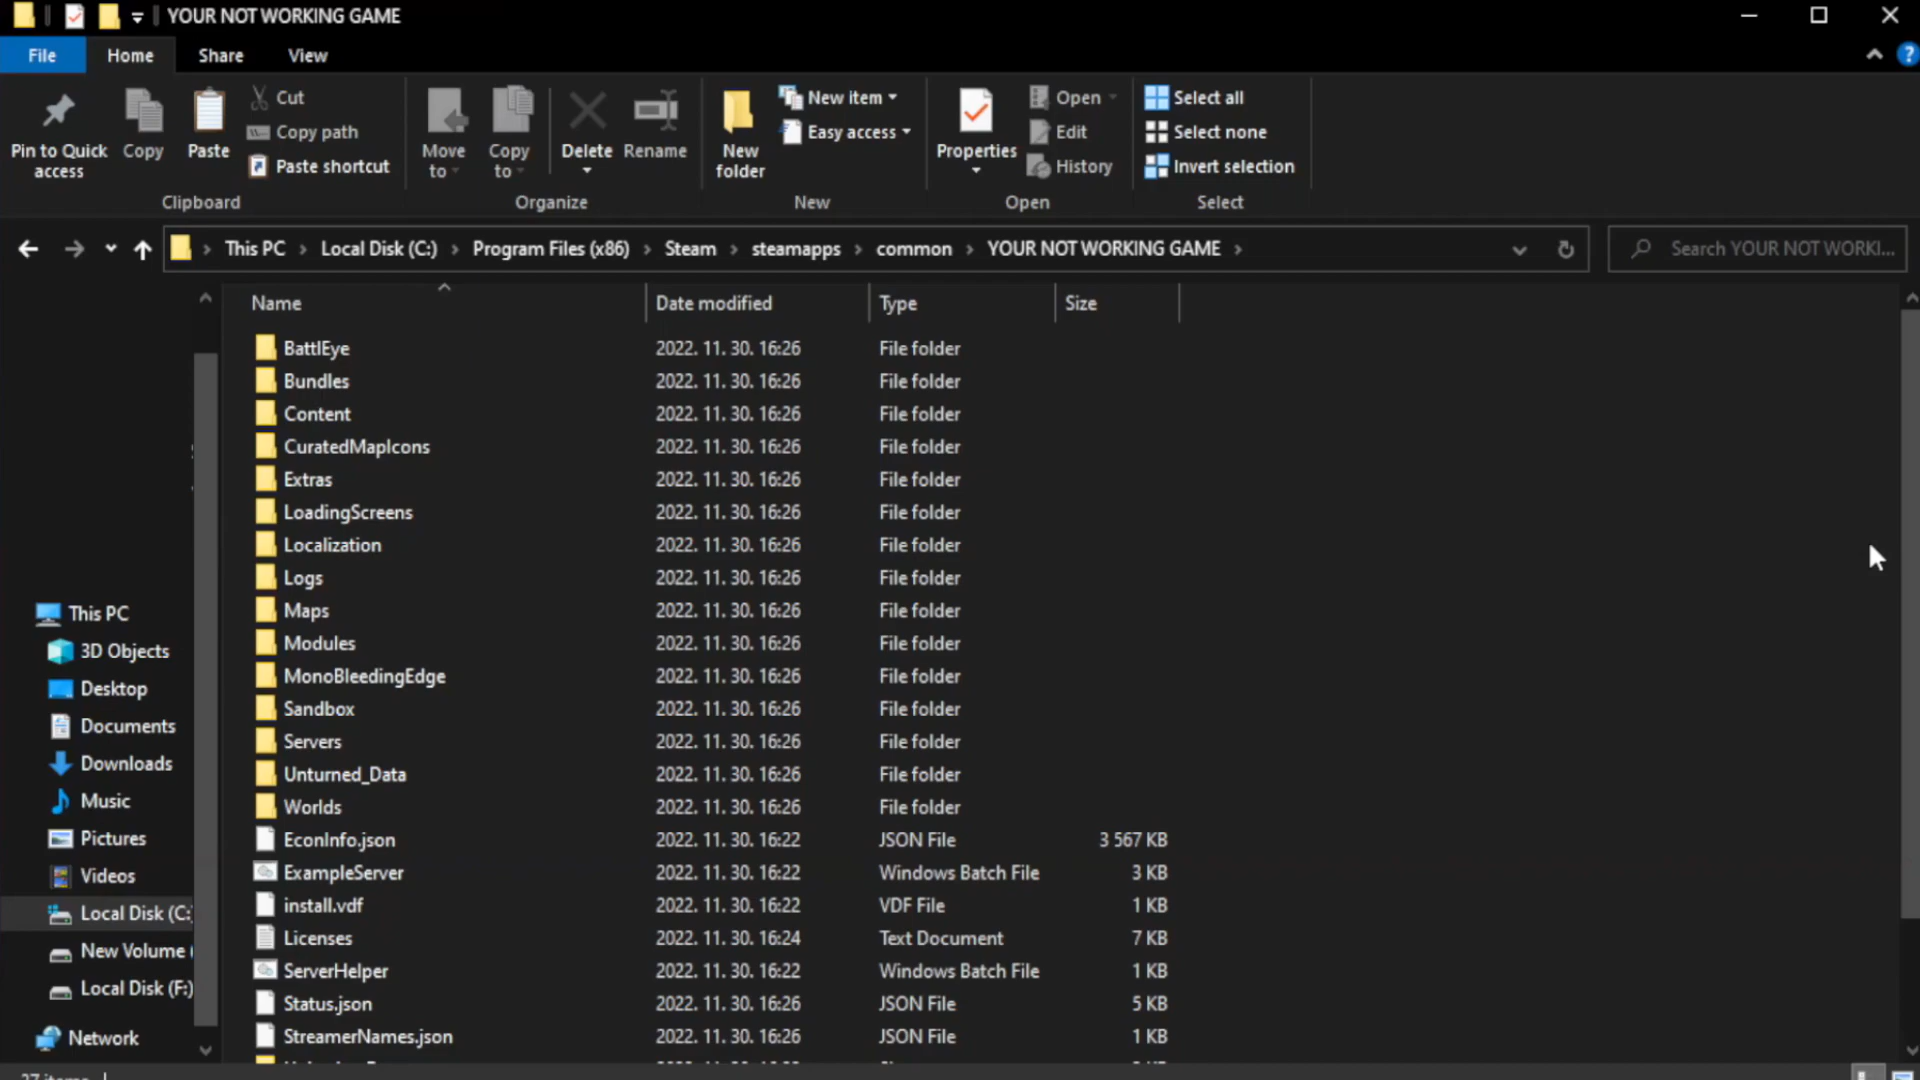 YOUR NOT WORKING GAME
File Home Share View
Pin to Quick access
Copy
Paste
Cut
Copy path
Paste shortcut
Clipboard
Move to
Copy to
Delete
Rename
Organize
New folder
New item
Easy access
New
Properties
Open
Edit
History
Open
Select all
Select none
Invert selection
Select
This PC > Local Disk (C:) > Program Files (x86) > Steam > steamapps > common > YOUR NOT WORKING GAME >
Search YOUR NOT WORKI...
This PC
3D Objects
Desktop
Documents
Downloads
Music
Pictures
Videos
Local Disk (C:)
New Volume (
Local Disk (F:)
Network
Name Date modified Type Size
BattlEye 2022. 11. 30. 16:26 File folder
Bundles 2022. 11. 30. 16:26 File folder
Content 2022. 11. 30. 16:26 File folder
CuratedMapIcons 2022. 11. 30. 16:26 File folder
Extras 2022. 11. 30. 16:26 File folder
LoadingScreens 2022. 11. 30. 16:26 File folder
Localization 2022. 11. 30. 16:26 File folder
Logs 2022. 11. 30. 16:26 File folder
Maps 2022. 11. 30. 16:26 File folder
Modules 2022. 11. 30. 16:26 File folder
MonoBleedingEdge 2022. 11. 30. 16:26 File folder
Sandbox 2022. 11. 30. 16:26 File folder
Servers 2022. 11. 30. 16:26 File folder
Unturned_Data 2022. 11. 30. 16:26 File folder
Worlds 2022. 11. 30. 16:26 File folder
EconInfo.json 2022. 11. 30. 16:22 JSON File 3 567 KB
ExampleServer 2022. 11. 30. 16:22 Windows Batch File 3 KB
install.vdf 2022. 11. 30. 16:22 VDF File 1 KB
Licenses 2022. 11. 30. 16:24 Text Document 7 KB
ServerHelper 2022. 11. 30. 16:22 Windows Batch File 1 KB
Status.json 2022. 11. 30. 16:26 JSON File 5 KB
StreamerNames.json 2022. 11. 30. 16:26 JSON File 1 KB